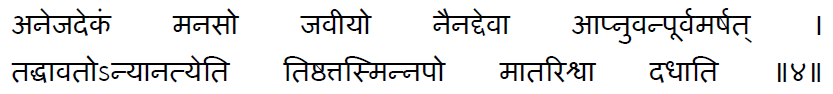 अनेजदेकं मनसो जवीयो नैनद्देवा आप्नुवन्पूर्वमर्षत् ।
तद्धावतोऽन्यानत्येति तिष्ठत्तस्मिन्नपो मातरिश्वा दधाति ॥४॥